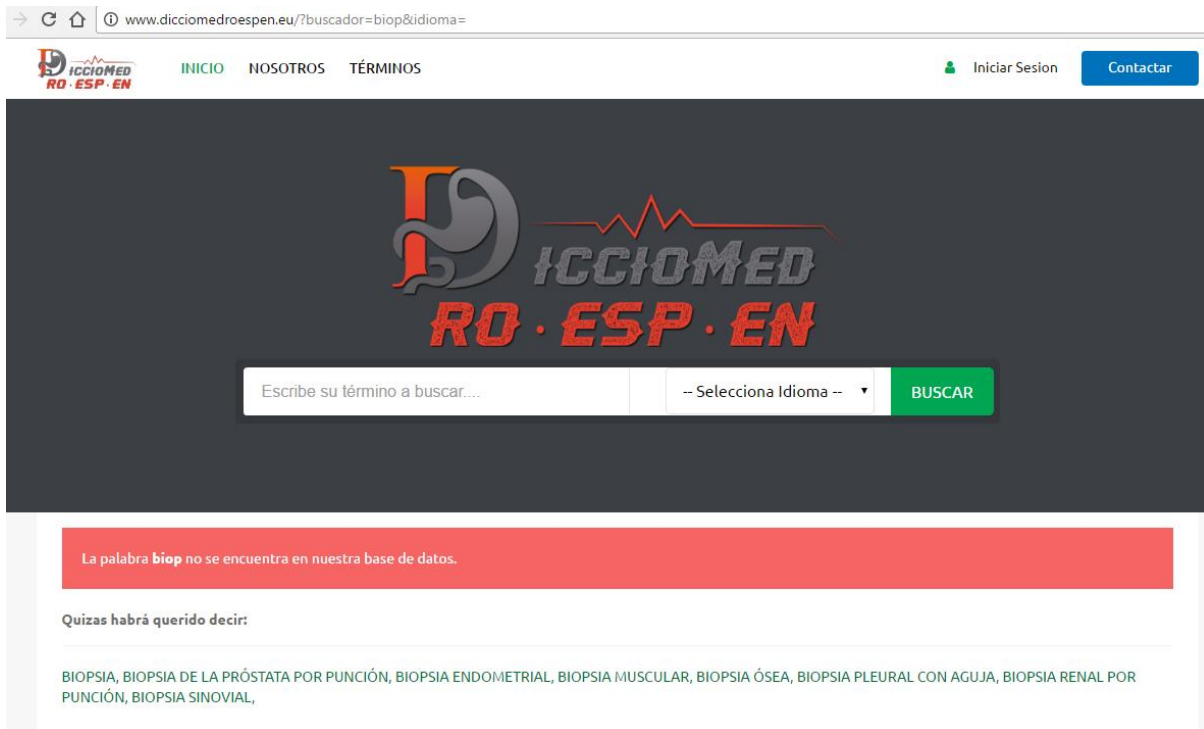 www.dicciomedroespen.eu/?buscador=biop&idioma=
DICCIOMED
RO · ESP · EN
INICIO NOSOTROS TÉRMINOS Iniciar Sesion Contactar
DICCIOMED
RO · ESP · EN
Escribe su término a buscar.... -- Selecciona Idioma -- BUSCAR
La palabra biop no se encuentra en nuestra base de datos.
Quizas habrá querido decir:
BIOPSIA, BIOPSIA DE LA PRÓSTATA POR PUNCIÓN, BIOPSIA ENDOMETRIAL, BIOPSIA MUSCULAR, BIOPSIA ÓSEA, BIOPSIA PLEURAL CON AGUJA, BIOPSIA RENAL POR
PUNCIÓN, BIOPSIA SINOVIAL,